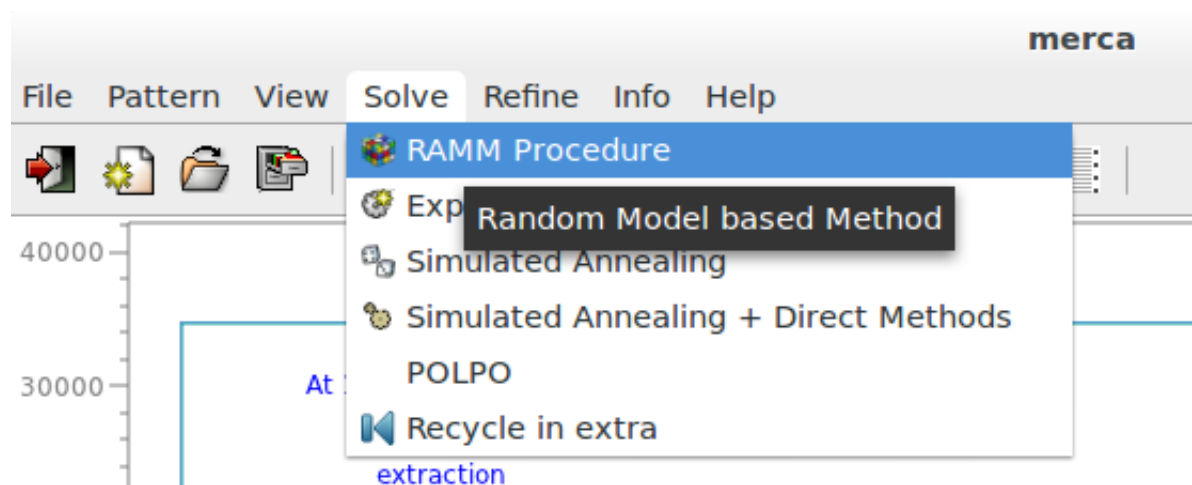 merca
File Pattern View Solve Refine Info Help
RAMM Procedure
Random Model based Method
Simulated Annealing
40000
Simulated Annealing + Direct Methods
POLPO
30000
At
Recycle in extra
extraction